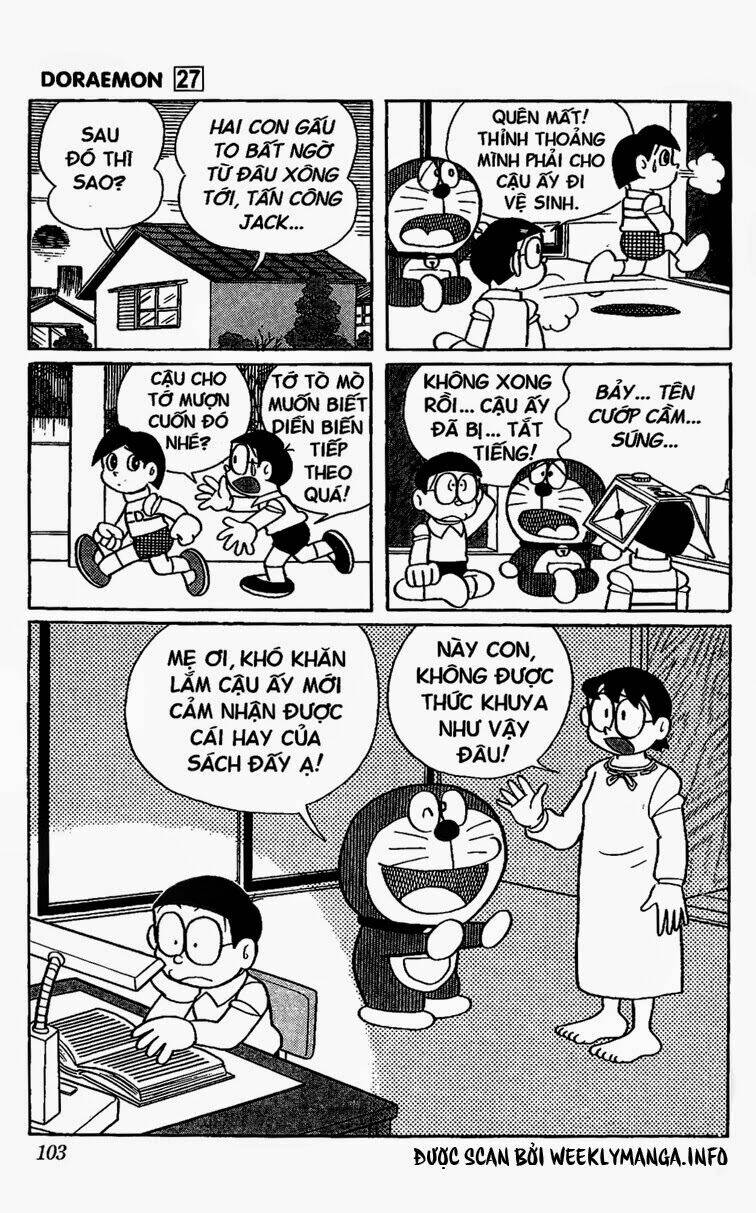 DORAEMON 27
SAU
ĐÓ THÌ
SAO?
HAI CON GẤU
TO BẤT NGỜ
TỪ ĐÂU XÔNG
TỚI, TẤN CÔNG
JACK...
QUÊN MẤT!
THỈNH THOẢNG
MÌNH PHẢI CHO
CẬU ẤY ĐI
VỆ SINH.
CẬU CHO
TỚ MƯỢN
CUỐN ĐÓ
NHÉ?
TỚ TÒ MÒ
MUỐN BIẾT
DIẾN BIẾN
TIẾP
THEO
QUÁ!
KHÔNG XONG
RỒI... CẬU ẤY
ĐÃ BỊ... TẮT
TIẾNG!
BẢY... TÊN
CƯỚP CẦM...
SÚNG...
MẸ ƠI, KHÓ KHĂN
LẮM CẬU ẤY MỚI
CẢM NHẬN ĐƯỢC
CÁI HAY CỦA
SÁCH ĐẤY Ạ!
NÀY CON,
KHÔNG ĐƯỢC
THỨC KHUYA
NHƯ VẬY
ĐÂU!
103
ĐƯỢC SCAN BỞI WEEKLYMANGA.INFO